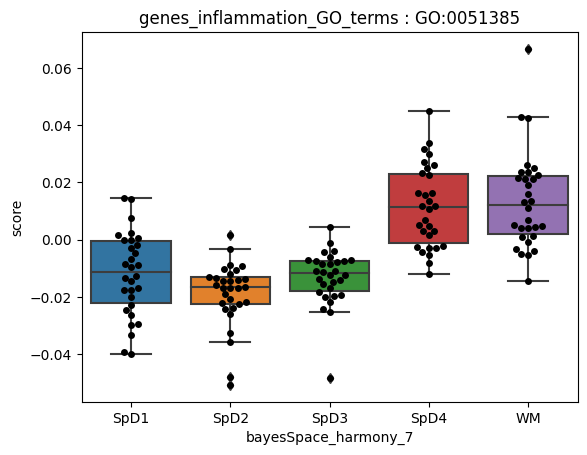 genes_inflammation_GO_terms : GO:0051385
score
0.06
0.04
0.02
0.00
−0.02
−0.04
SpD1 SpD2 SpD3 SpD4 WM
bayesSpace_harmony_7